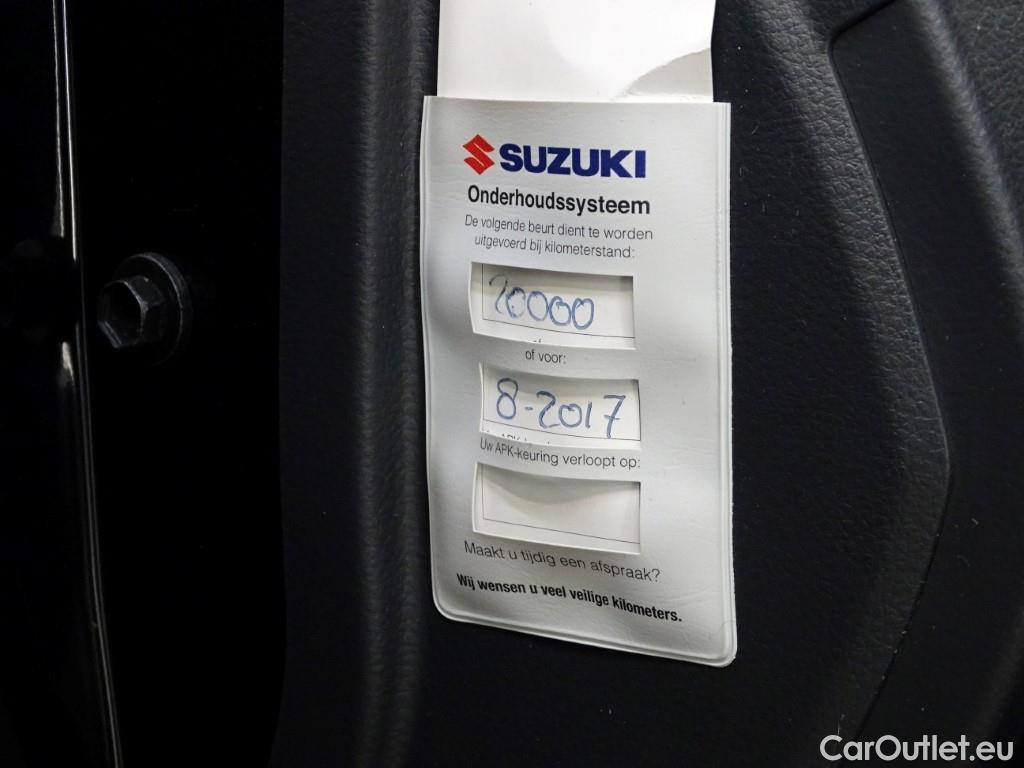 SUZUKI
Onderhoudssysteem
De volgende beurt dient te worden
uitgevoerd bij kilometerstand:
20000
of voor:
8-2017
Uw APK-keuring verloopt op:
Maakt u tijdig een afspraak?
Wij wensen u veel veilige kilometers.
CarOutlet.eu